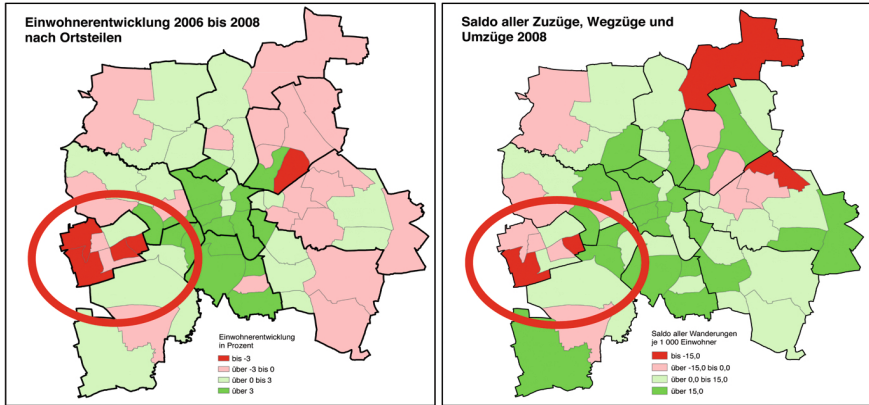 Einwohnerentwicklung 2006 bis 2008
nach Ortsteilen
Einwohnerentwicklung
in Prozent
bis -3
über -3 bis 0
über 0 bis 3
über 3
Saldo aller Zuzüge, Wegzüge und
Umzüge 2008
Saldo aller Wanderungen
je 1 000 Einwohner
bis -15,0
über -15,0 bis 0,0
über 0,0 bis 15,0
über 15,0